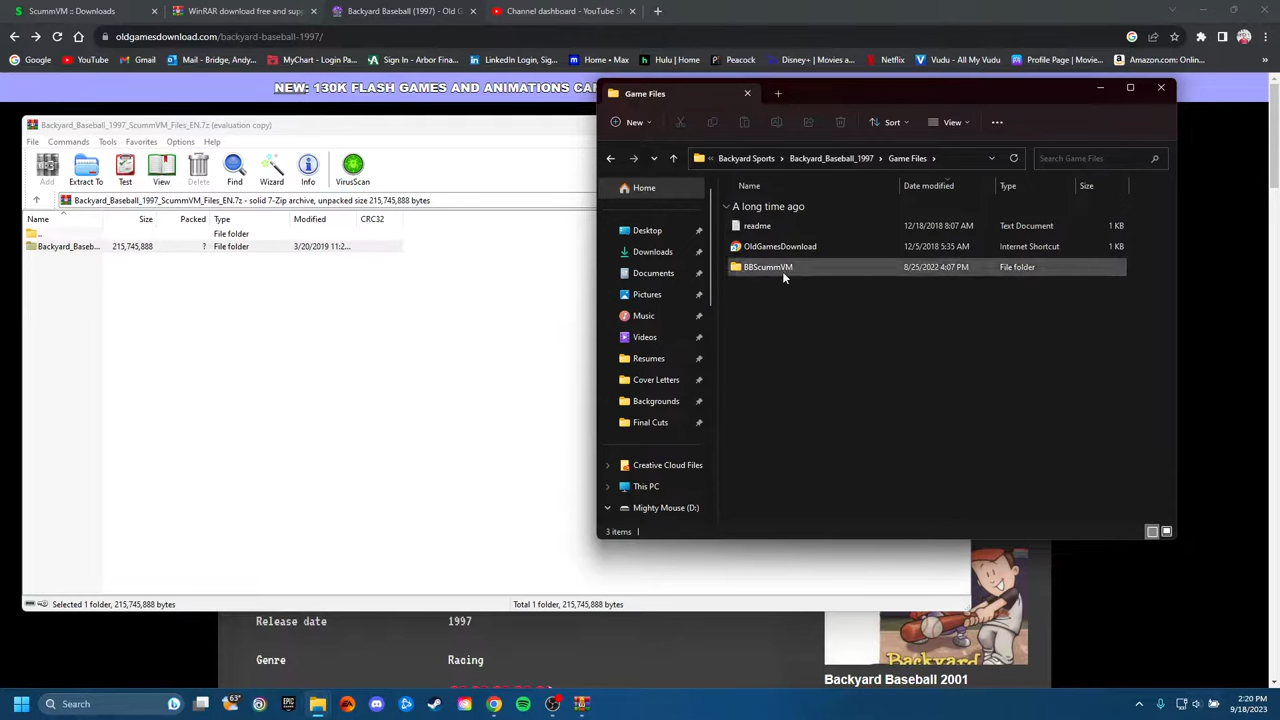 ScummVM :: Downloads
WinRAR download free and supp
Backyard Baseball (1997) - Old G
Channel dashboard - YouTube St
oldgamesdownload.com/backyard-baseball-1997/
Google
YouTube
Gmail
Mail - Bridge, Andy...
MyChart - Login Pa...
Sign In - Arbor Fina...
LinkedIn Login, Sig...
Home • Max
Hulu | Home
Peacock
Disney+ | Movies a...
Netflix
Vudu - All My Vudu
Profile Page | Movie...
Amazon.com: Onlin...
NEW: 130K FLASH GAMES AND ANIMATIONS CA
Backyard_Baseball_1997_ScummVM_Files_EN.7z (evaluation copy)
File Commands Tools Favorites Options Help
Add Extract To Test View Delete Find Wizard Info VirusScan
Backyard_Baseball_1997_ScummVM_Files_EN.7z - solid 7-Zip archive, unpacked size 215,745,888 bytes
Name Size Packed Type Modified CRC32
.. File folder
Backyard_Baseb... 215,745,888 ? File folder 3/20/2019 11:2...
Selected 1 folder, 215,745,888 bytes
Total 1 folder, 215,745,888 bytes
Game Files
New Sort View
Backyard Sports > Backyard_Baseball_1997 > Game Files >
Search Game Files
Home
Desktop
Downloads
Documents
Pictures
Music
Videos
Resumes
Cover Letters
Backgrounds
Final Cuts
Creative Cloud Files
This PC
Mighty Mouse (D:)
Name Date modified Type Size
A long time ago
readme 12/18/2018 8:07 AM Text Document 1 KB
OldGamesDownload 12/5/2018 5:35 AM Internet Shortcut 1 KB
BBScummVM 8/25/2022 4:07 PM File folder
3 items
Release date 1997
Genre Racing
Backyard
Backyard Baseball 2001
Search
63°
EPIC
2:20 PM
9/18/2023